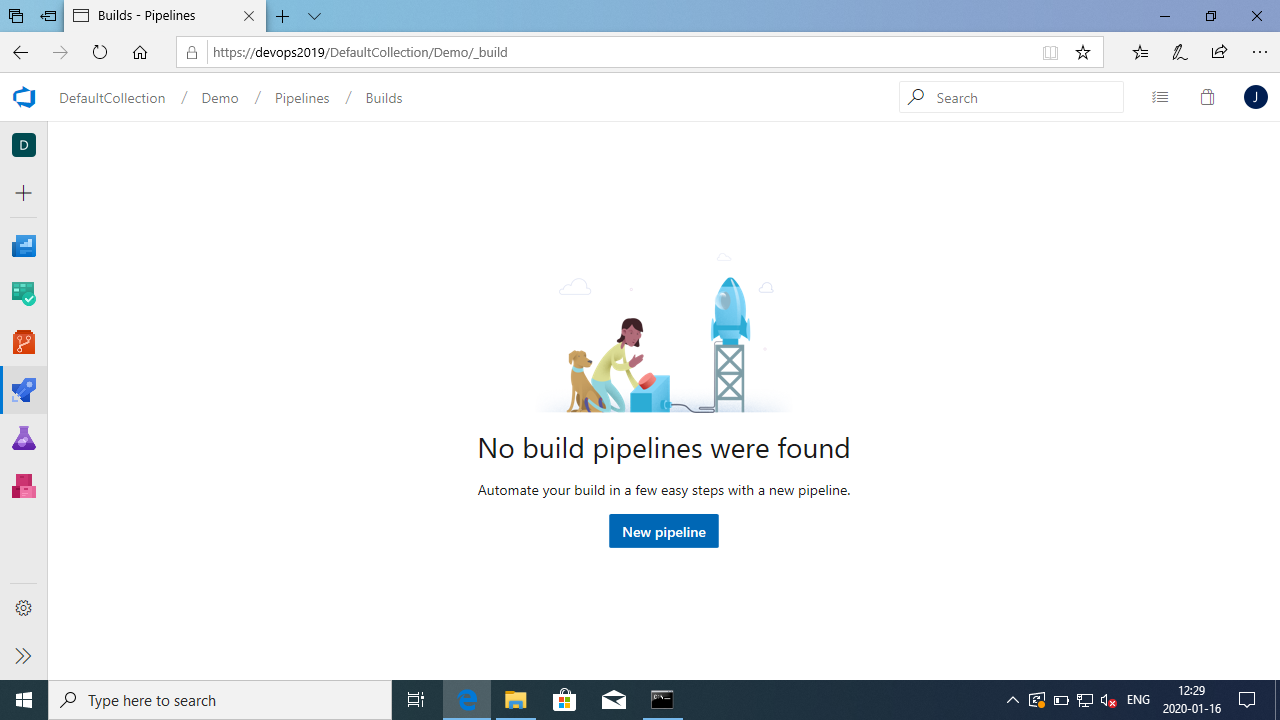 Builds - Pipelines
https://devops2019/DefaultCollection/Demo/_build
DefaultCollection / Demo / Pipelines / Builds
Search
J
D
No build pipelines were found
Automate your build in a few easy steps with a new pipeline.
New pipeline
Type here to search
ENG
12:29
2020-01-16